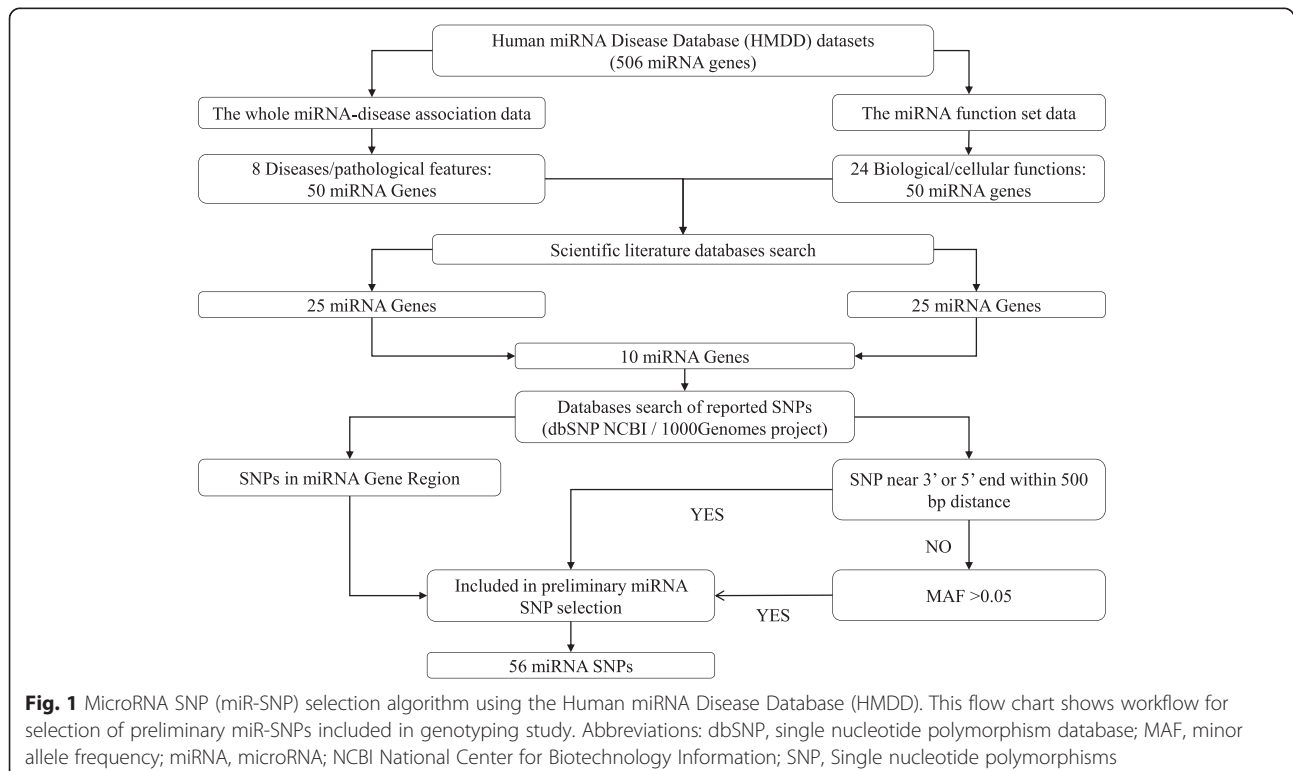 Human miRNA Disease Database (HMDD) datasets
(506 miRNA genes)
The whole miRNA-disease association data
The miRNA function set data
8 Diseases/pathological features:
50 miRNA Genes
24 Biological/cellular functions:
50 miRNA genes
Scientific literature databases search
25 miRNA Genes
25 miRNA Genes
10 miRNA Genes
Databases search of reported SNPs
(dbSNP NCBI / 1000Genomes project)
SNPs in miRNA Gene Region
SNP near 3’ or 5’ end within 500
bp distance
YES
NO
Included in preliminary miRNA
SNP selection
MAF >0.05
YES
56 miRNA SNPs
Fig. 1 MicroRNA SNP (miR-SNP) selection algorithm using the Human miRNA Disease Database (HMDD). This flow chart shows workflow for
selection of preliminary miR-SNPs included in genotyping study. Abbreviations: dbSNP, single nucleotide polymorphism database; MAF, minor
allele frequency; miRNA, microRNA; NCBI National Center for Biotechnology Information; SNP, Single nucleotide polymorphisms